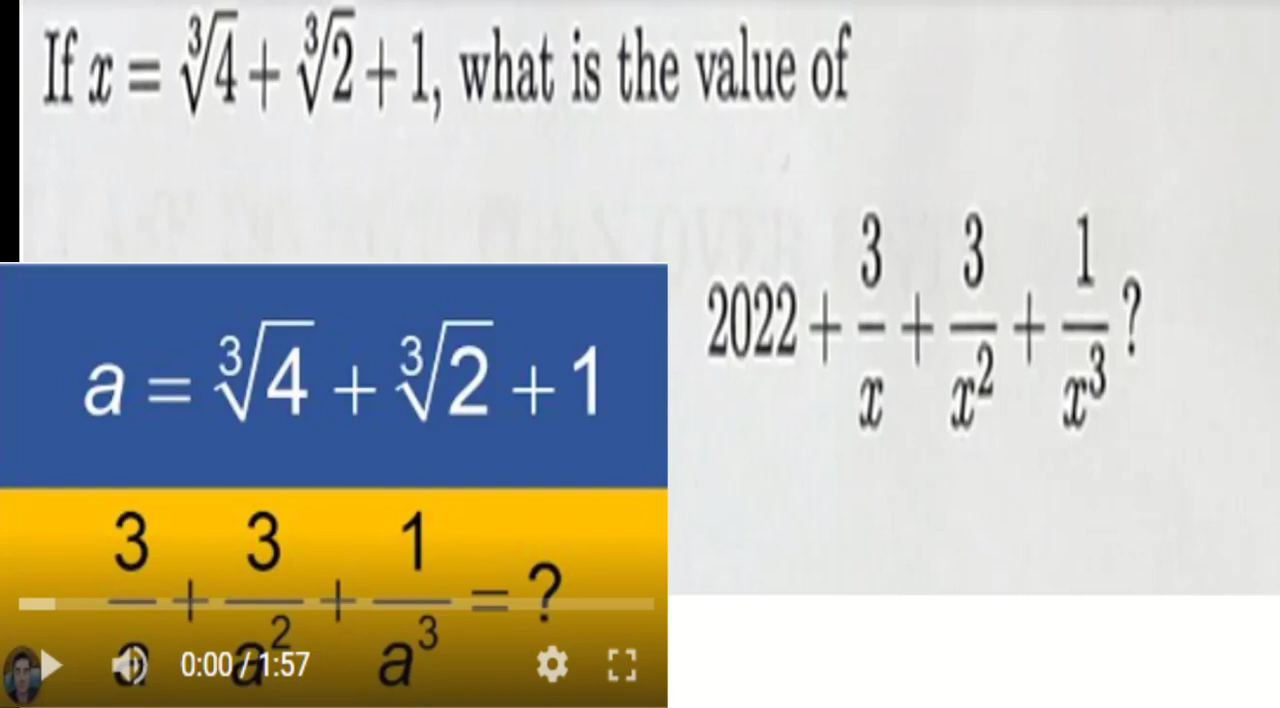 If x = ∛4 + ∛2 + 1, what is the value of
2022 + 3/x + 3/x² + 1/x³ ?
a = ∛4 + ∛2 + 1
3/a + 3/a² + 1/a³ = ?
0:00 / 1:57